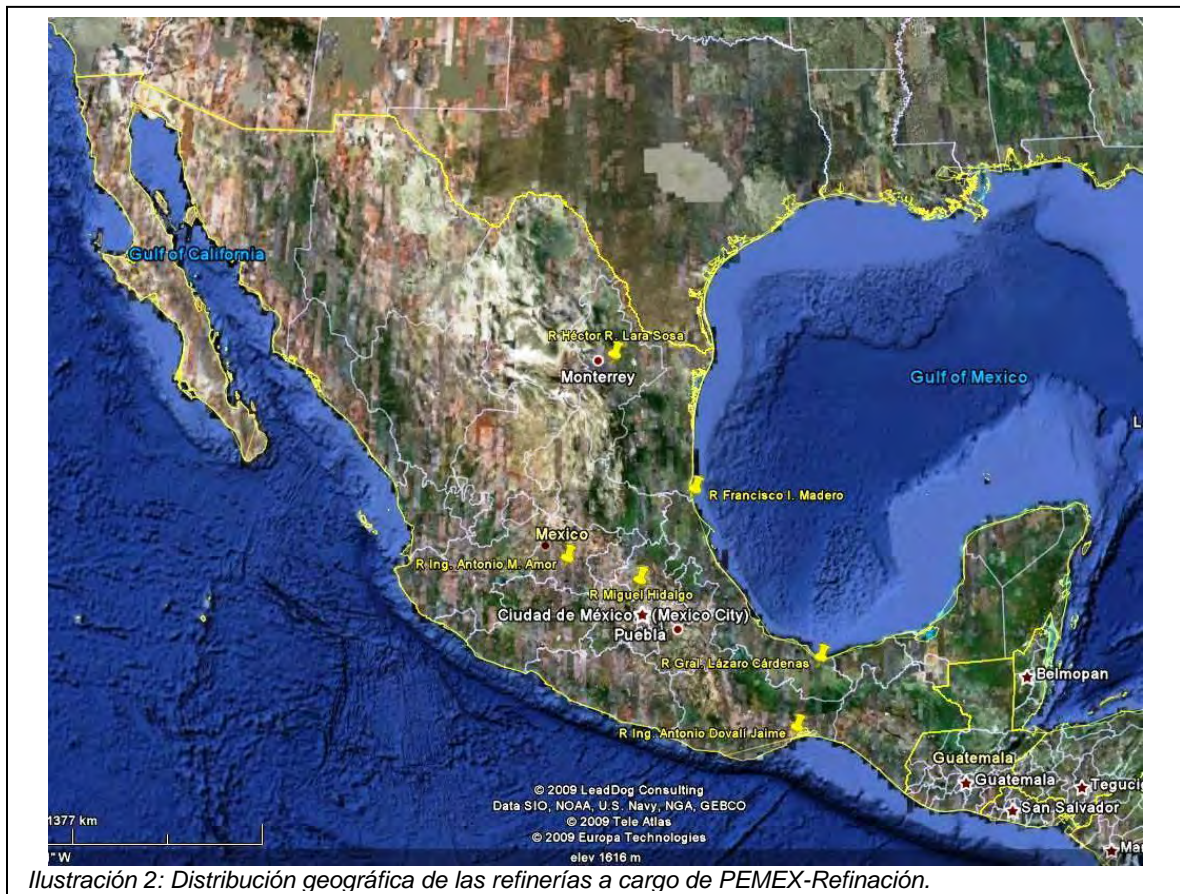 Gulf of California
R Héctor R. Lara Sosa
Monterrey
Gulf of Mexico
R Francisco I. Madero
Mexico
R Ing. Antonio M. Amor
R Miguel Hidalgo
Ciudad de México (Mexico City)
Puebla
R Gral. Lázaro Cárdenas
Belmopan
R Ing. Antonio Dovalí Jaime
Guatemala
Guatemala
Teguci
San Salvador
© 2009 LeadDog Consulting
Data SIO, NOAA, U.S. Navy, NGA, GEBCO
© 2009 Tele Atlas
© 2009 Europa Technologies
1377 km
" W
elev 1616 m
Ma
Ilustración 2: Distribución geográfica de las refinerías a cargo de PEMEX-Refinación.